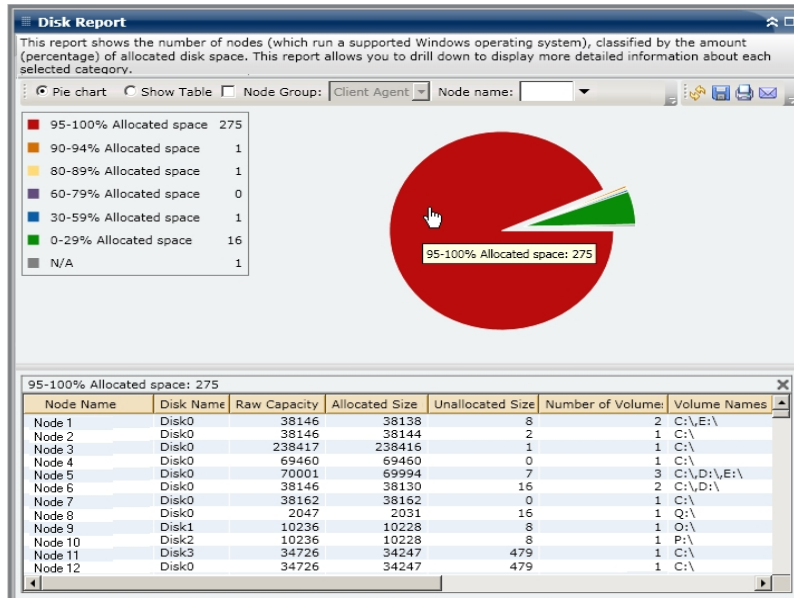 Disk Report
This report shows the number of nodes (which run a supported Windows operating system), classified by the amount
(percentage) of allocated disk space. This report allows you to drill down to display more detailed information about each
selected category.
Pie chart Show Table Node Group: Client Agent Node name:
95-100% Allocated space 275
90-94% Allocated space 1
80-89% Allocated space 1
60-79% Allocated space 0
30-59% Allocated space 1
0-29% Allocated space 16
N/A 1
95-100% Allocated space: 275
95-100% Allocated space: 275
Node Name Disk Name Raw Capacity Allocated Size Unallocated Size Number of Volume: Volume Names
Node 1 Disk0 38146 38138 8 2 C:\,E:\
Node 2 Disk0 38146 38144 2 1 C:\
Node 3 Disk0 238417 238416 1 1 C:\
Node 4 Disk0 69460 69460 0 1 C:\
Node 5 Disk0 70001 69994 7 3 C:\,D:\,E:\
Node 6 Disk0 38146 38130 16 2 C:\,D:\
Node 7 Disk0 38162 38162 0 1 C:\
Node 8 Disk0 2047 2031 16 1 Q:\
Node 9 Disk1 10236 10228 8 1 O:\
Node 10 Disk2 10236 10228 8 1 P:\
Node 11 Disk3 34726 34247 479 1 C:\
Node 12 Disk0 34726 34247 479 1 C:\